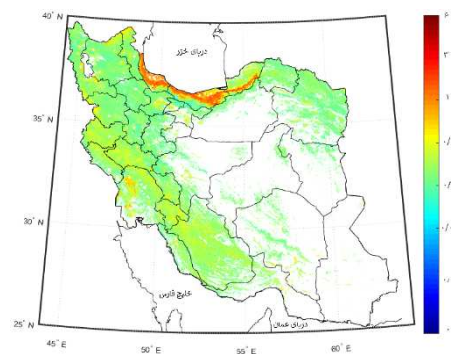 40° N
دریای خزر
35° N
30° N
خلیج فارس
25° N
دریای عمان
45° E
50° E
55° E
60° E